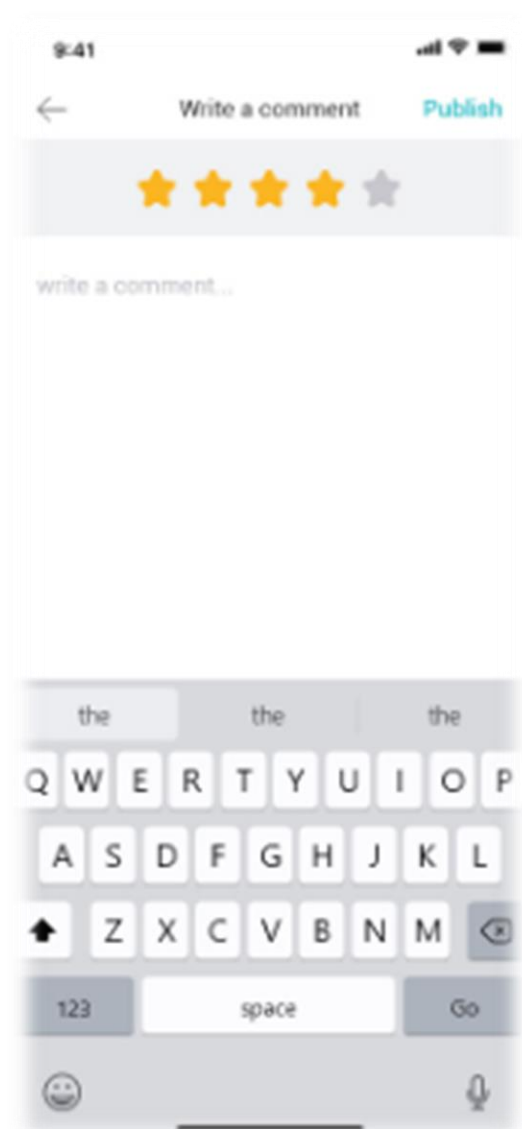 9:41
Write a comment Publish
write a comment...
the the the
Q W E R T Y U I O P
A S D F G H J K L
Z X C V B N M
123 space Go